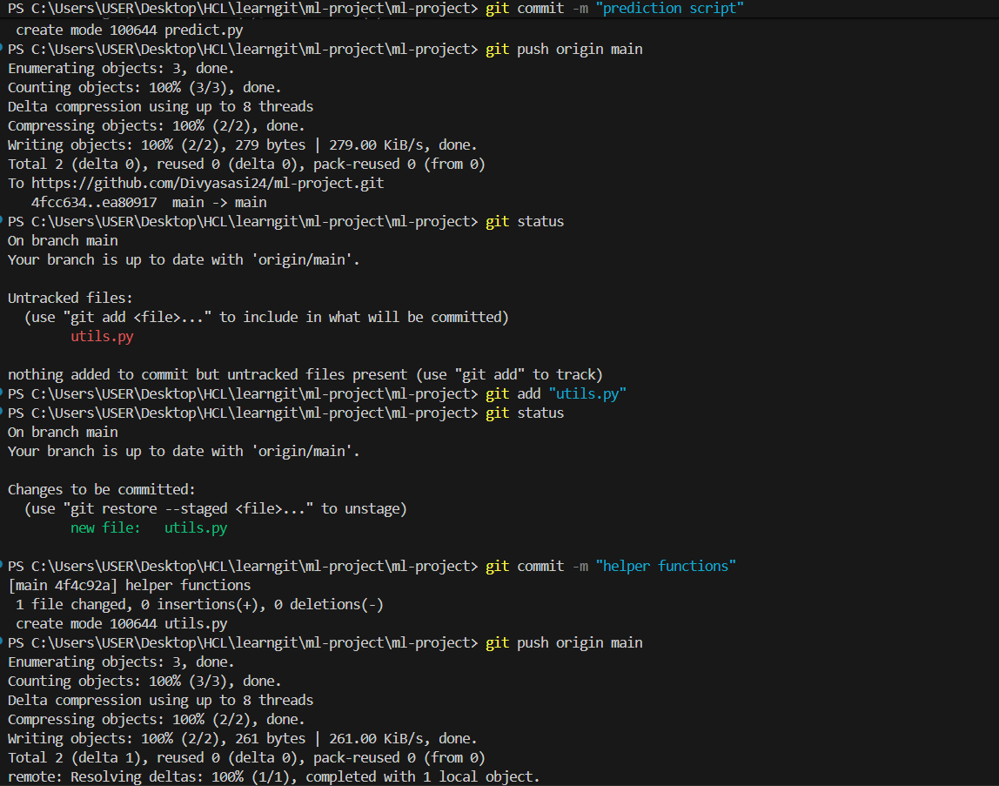 PS C:\Users\USER\Desktop\HCL\learngit\ml-project\ml-project> git commit -m "prediction script"
 create mode 100644 predict.py
PS C:\Users\USER\Desktop\HCL\learngit\ml-project\ml-project> git push origin main
Enumerating objects: 3, done.
Counting objects: 100% (3/3), done.
Delta compression using up to 8 threads
Compressing objects: 100% (2/2), done.
Writing objects: 100% (2/2), 279 bytes | 279.00 KiB/s, done.
Total 2 (delta 0), reused 0 (delta 0), pack-reused 0 (from 0)
To https://github.com/Divyasasi24/ml-project.git
   4fcc634..ea80917  main -> main
PS C:\Users\USER\Desktop\HCL\learngit\ml-project\ml-project> git status
On branch main
Your branch is up to date with 'origin/main'.

Untracked files:
  (use "git add <file>..." to include in what will be committed)
        utils.py

nothing added to commit but untracked files present (use "git add" to track)
PS C:\Users\USER\Desktop\HCL\learngit\ml-project\ml-project> git add "utils.py"
PS C:\Users\USER\Desktop\HCL\learngit\ml-project\ml-project> git status
On branch main
Your branch is up to date with 'origin/main'.

Changes to be committed:
  (use "git restore --staged <file>..." to unstage)
        new file:   utils.py

PS C:\Users\USER\Desktop\HCL\learngit\ml-project\ml-project> git commit -m "helper functions"
[main 4f4c92a] helper functions
 1 file changed, 0 insertions(+), 0 deletions(-)
 create mode 100644 utils.py
PS C:\Users\USER\Desktop\HCL\learngit\ml-project\ml-project> git push origin main
Enumerating objects: 3, done.
Counting objects: 100% (3/3), done.
Delta compression using up to 8 threads
Compressing objects: 100% (2/2), done.
Writing objects: 100% (2/2), 261 bytes | 261.00 KiB/s, done.
Total 2 (delta 1), reused 0 (delta 0), pack-reused 0 (from 0)
remote: Resolving deltas: 100% (1/1), completed with 1 local object.